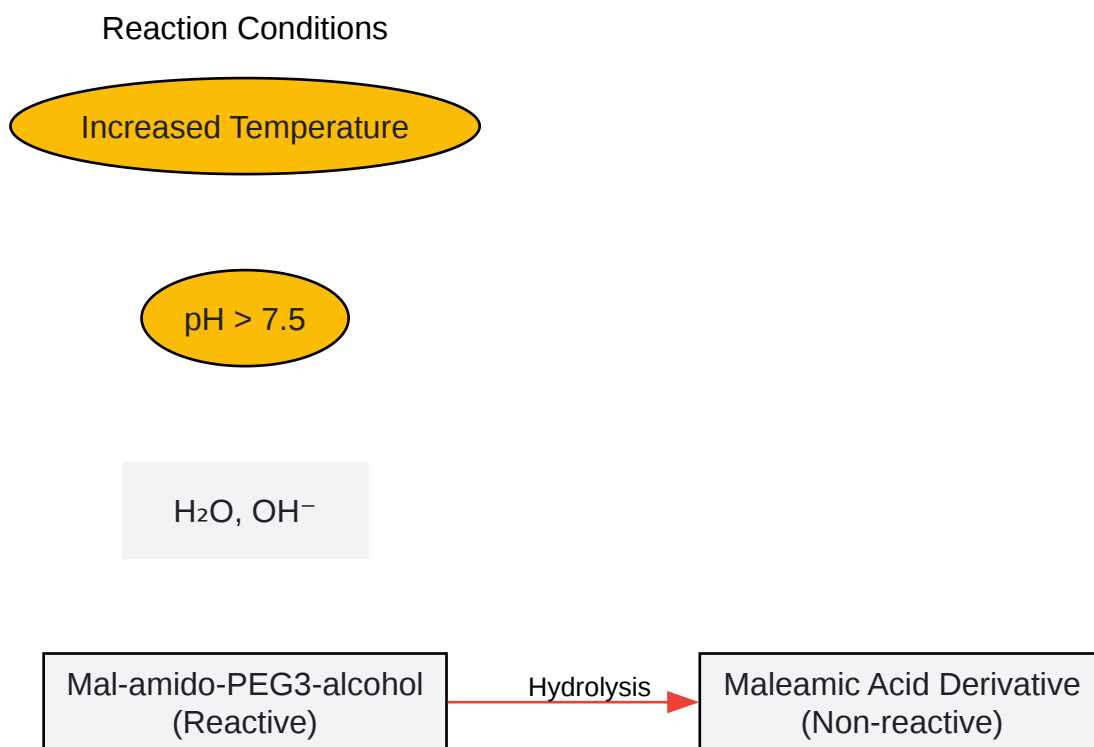 Reaction Conditions
Increased Temperature
pH > 7.5
H₂O, OH⁻
Mal-amido-PEG3-alcohol
(Reactive)
Hydrolysis
Maleamic Acid Derivative
(Non-reactive)